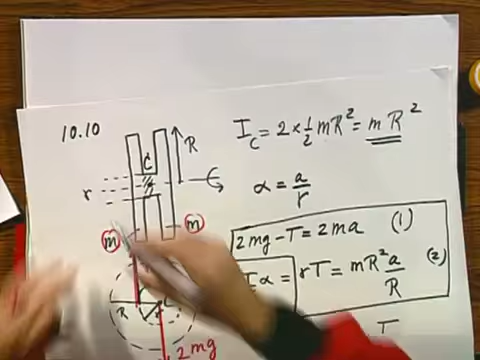 10.10
R
C
r
m
m
R
2mg
I_C = 2 × 1/2 mR² = mR²
α = a/r
2mg - T = 2ma (1)
Iα = rT = mR² a/R (2)
T